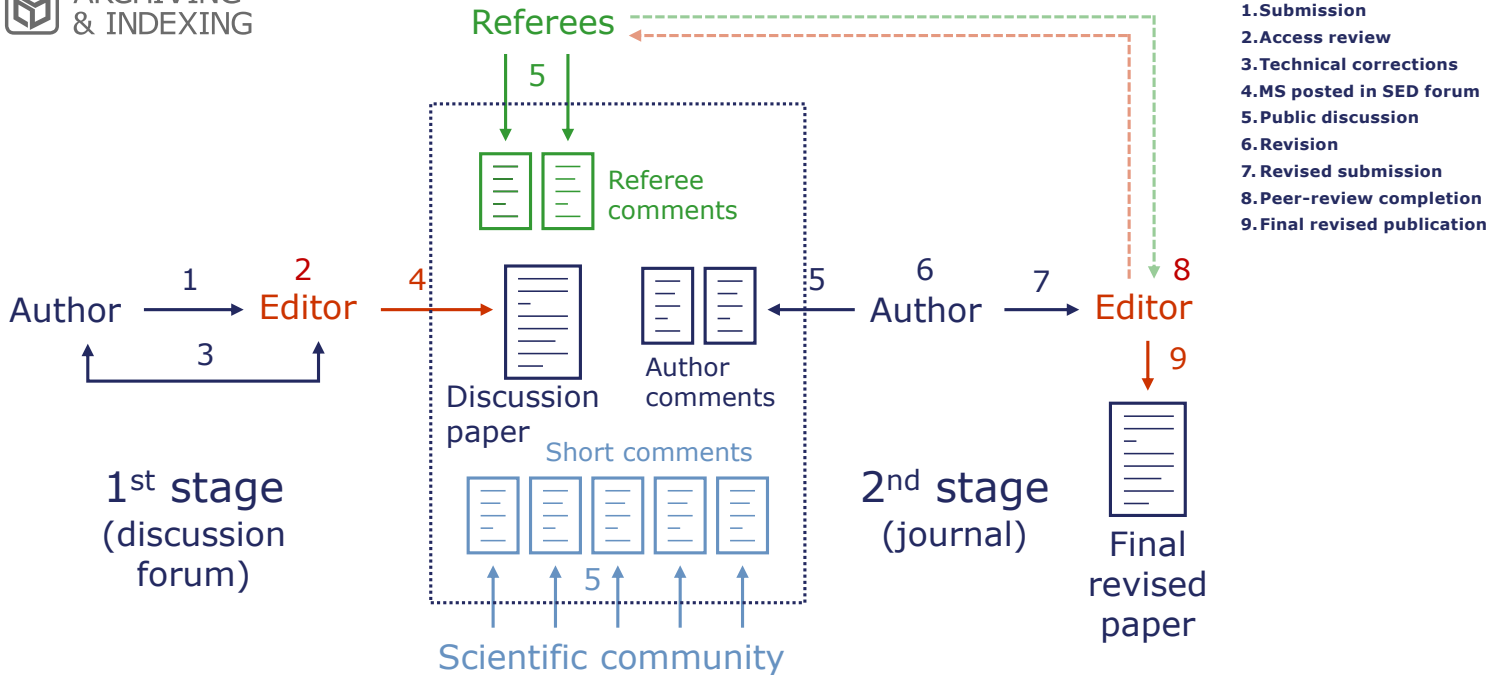 ARCHIVING
& INDEXING
Referees
1.Submission
2.Access review
3.Technical corrections
4.MS posted in SED forum
5.Public discussion
6.Revision
7.Revised submission
8.Peer-review completion
9.Final revised publication
5
Referee
comments
1
2
4
5
6
7
8
Author
Editor
Author
Editor
3
9
Discussion
paper
Author
comments
Short comments
1st stage
(discussion
forum)
2nd stage
(journal)
Final
revised
paper
5
Scientific community